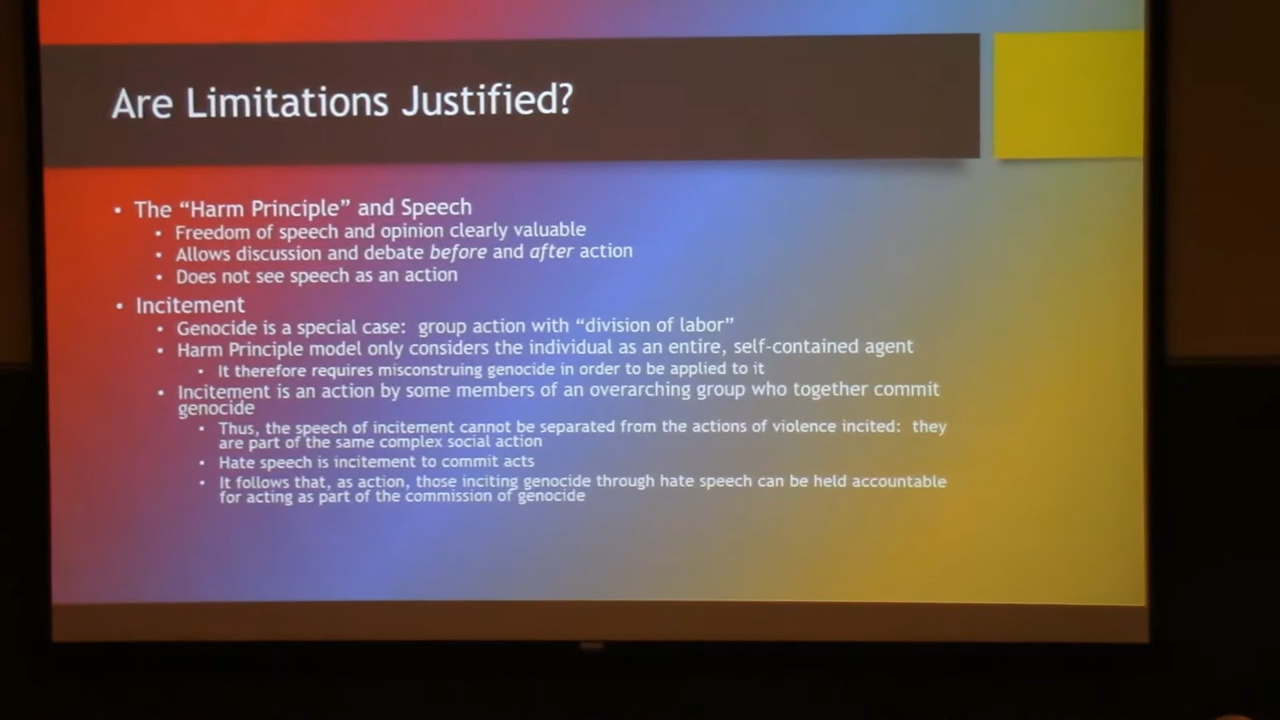 Are Limitations Justified?
• The “Harm Principle” and Speech
• Freedom of speech and opinion clearly valuable
• Allows discussion and debate before and after action
• Does not see speech as an action
• Incitement
• Genocide is a special case:  group action with “division of labor”
• Harm Principle model only considers the individual as an entire, self-contained agent
• It therefore requires misconstruing genocide in order to be applied to it
• Incitement is an action by some members of an overarching group who together commit
genocide
• Thus, the speech of incitement cannot be separated from the actions of violence incited:  they
are part of the same complex social action
• Hate speech is incitement to commit acts
• It follows that, as action, those inciting genocide through hate speech can be held accountable
for acting as part of the commission of genocide